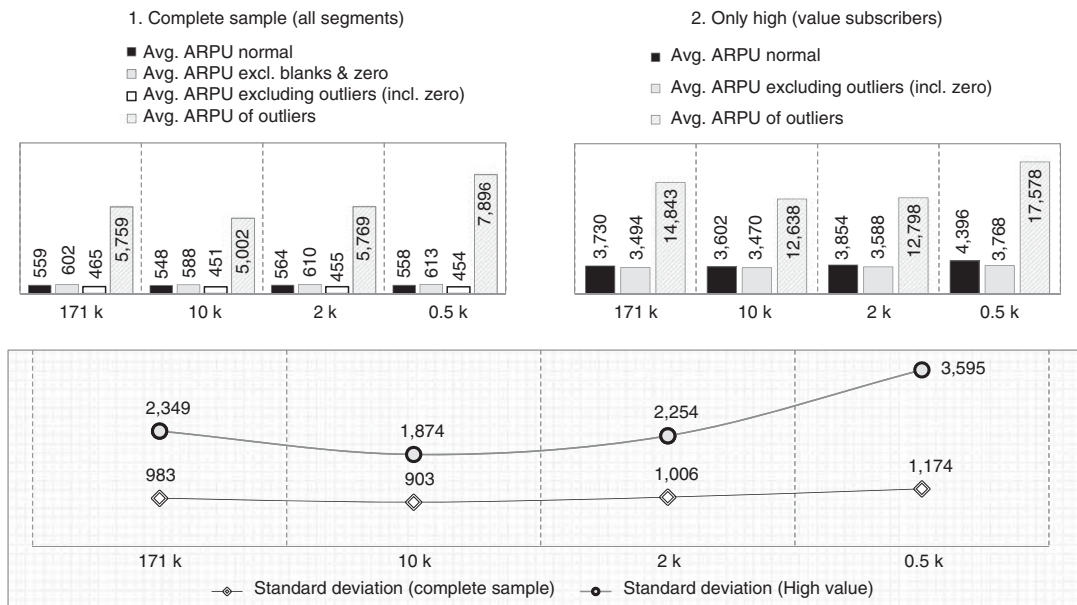 1. Complete sample (all segments)
Avg. ARPU normal
Avg. ARPU excl. blanks & zero
Avg. ARPU excluding outliers (incl. zero)
Avg. ARPU of outliers
559
602
465
5,759
548
588
451
5,002
564
610
455
5,769
558
613
454
7,896
171 k
10 k
2 k
0.5 k
2. Only high (value subscribers)
Avg. ARPU normal
Avg. ARPU excluding outliers (incl. zero)
Avg. ARPU of outliers
3,730
3,494
14,843
3,602
3,470
12,638
3,854
3,588
12,798
4,396
3,768
17,578
171 k
10 k
2 k
0.5 k
2,349
1,874
2,254
3,595
983
903
1,006
1,174
171 k
10 k
2 k
0.5 k
Standard deviation (complete sample)
Standard deviation (High value)